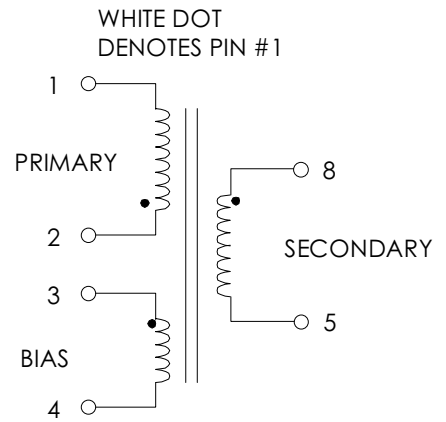 WHITE DOT
DENOTES PIN #1
1
PRIMARY
2
3
BIAS
4
8
SECONDARY
5